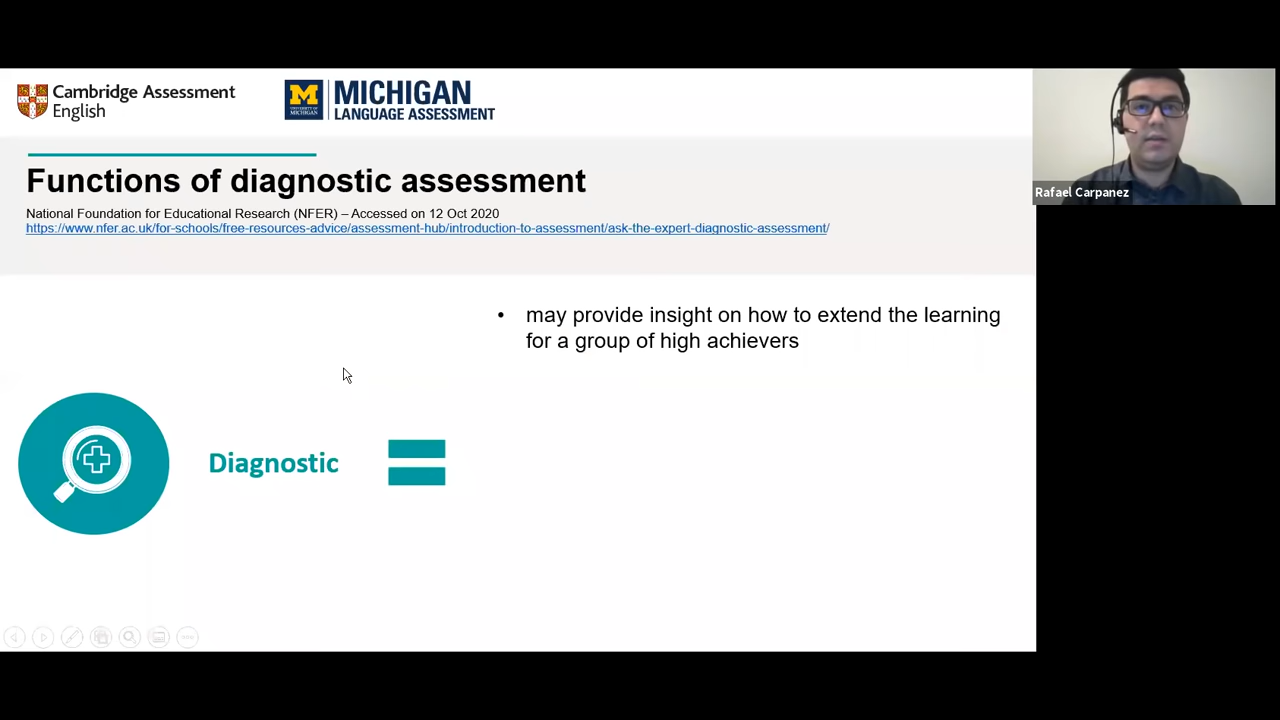 Cambridge Assessment
English
M
UNIVERSITY OF
MICHIGAN
MICHIGAN
LANGUAGE ASSESSMENT
Rafael Carpanez
Functions of diagnostic assessment
National Foundation for Educational Research (NFER) – Accessed on 12 Oct 2020
https://www.nfer.ac.uk/for-schools/free-resources-advice/assessment-hub/introduction-to-assessment/ask-the-expert-diagnostic-assessment/
• may provide insight on how to extend the learning
for a group of high achievers
Diagnostic